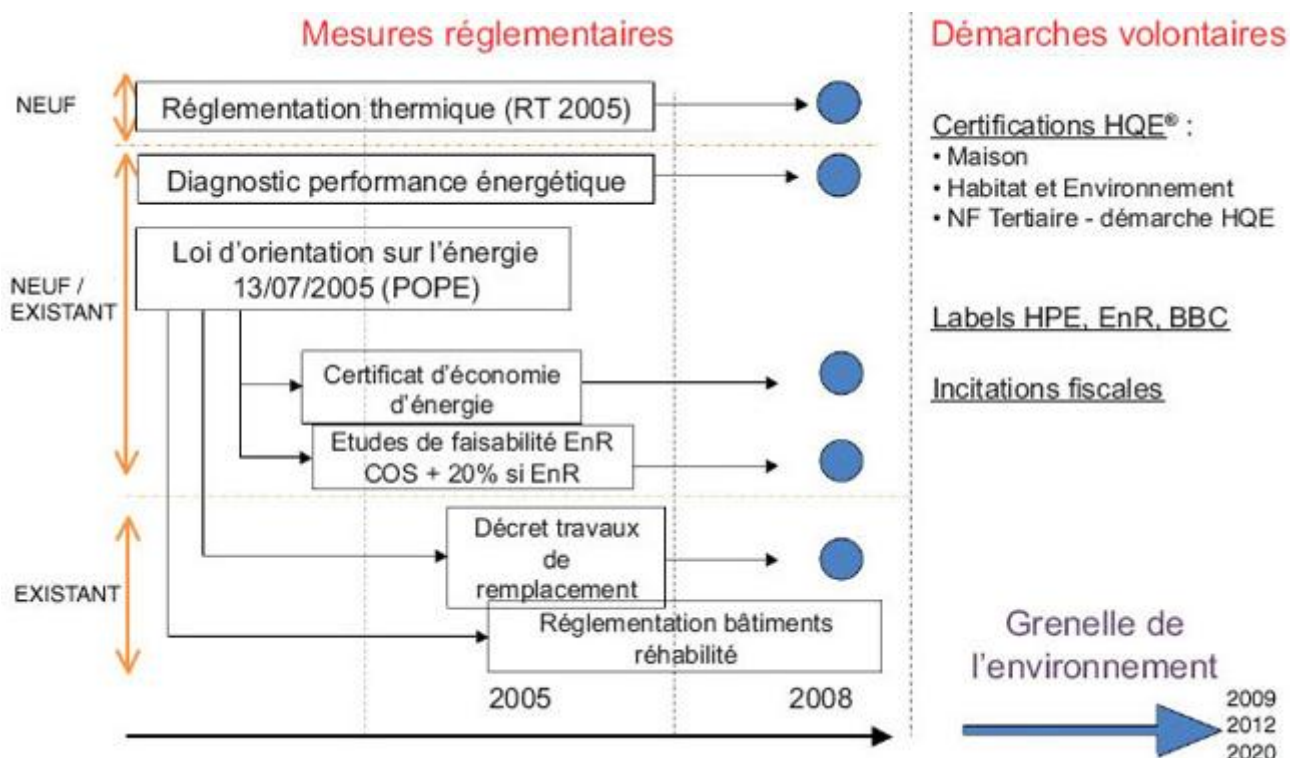 Mesures réglementaires
NEUF
Réglementation thermique (RT 2005)
Diagnostic performance énergétique
NEUF /
EXISTANT
Loi d'orientation sur l'énergie
13/07/2005 (POPE)
Certificat d'économie
d'énergie
Etudes de faisabilité EnR
COS + 20% si EnR
EXISTANT
Décret travaux
de
remplacement
Réglementation bâtiments
réhabilité
2005
2008
Démarches volontaires
Certifications HQE® :
• Maison
• Habitat et Environnement
• NF Tertiaire - démarche HQE
Labels HPE, EnR, BBC
Incitations fiscales
Grenelle de
l'environnement
2009
2012
2020